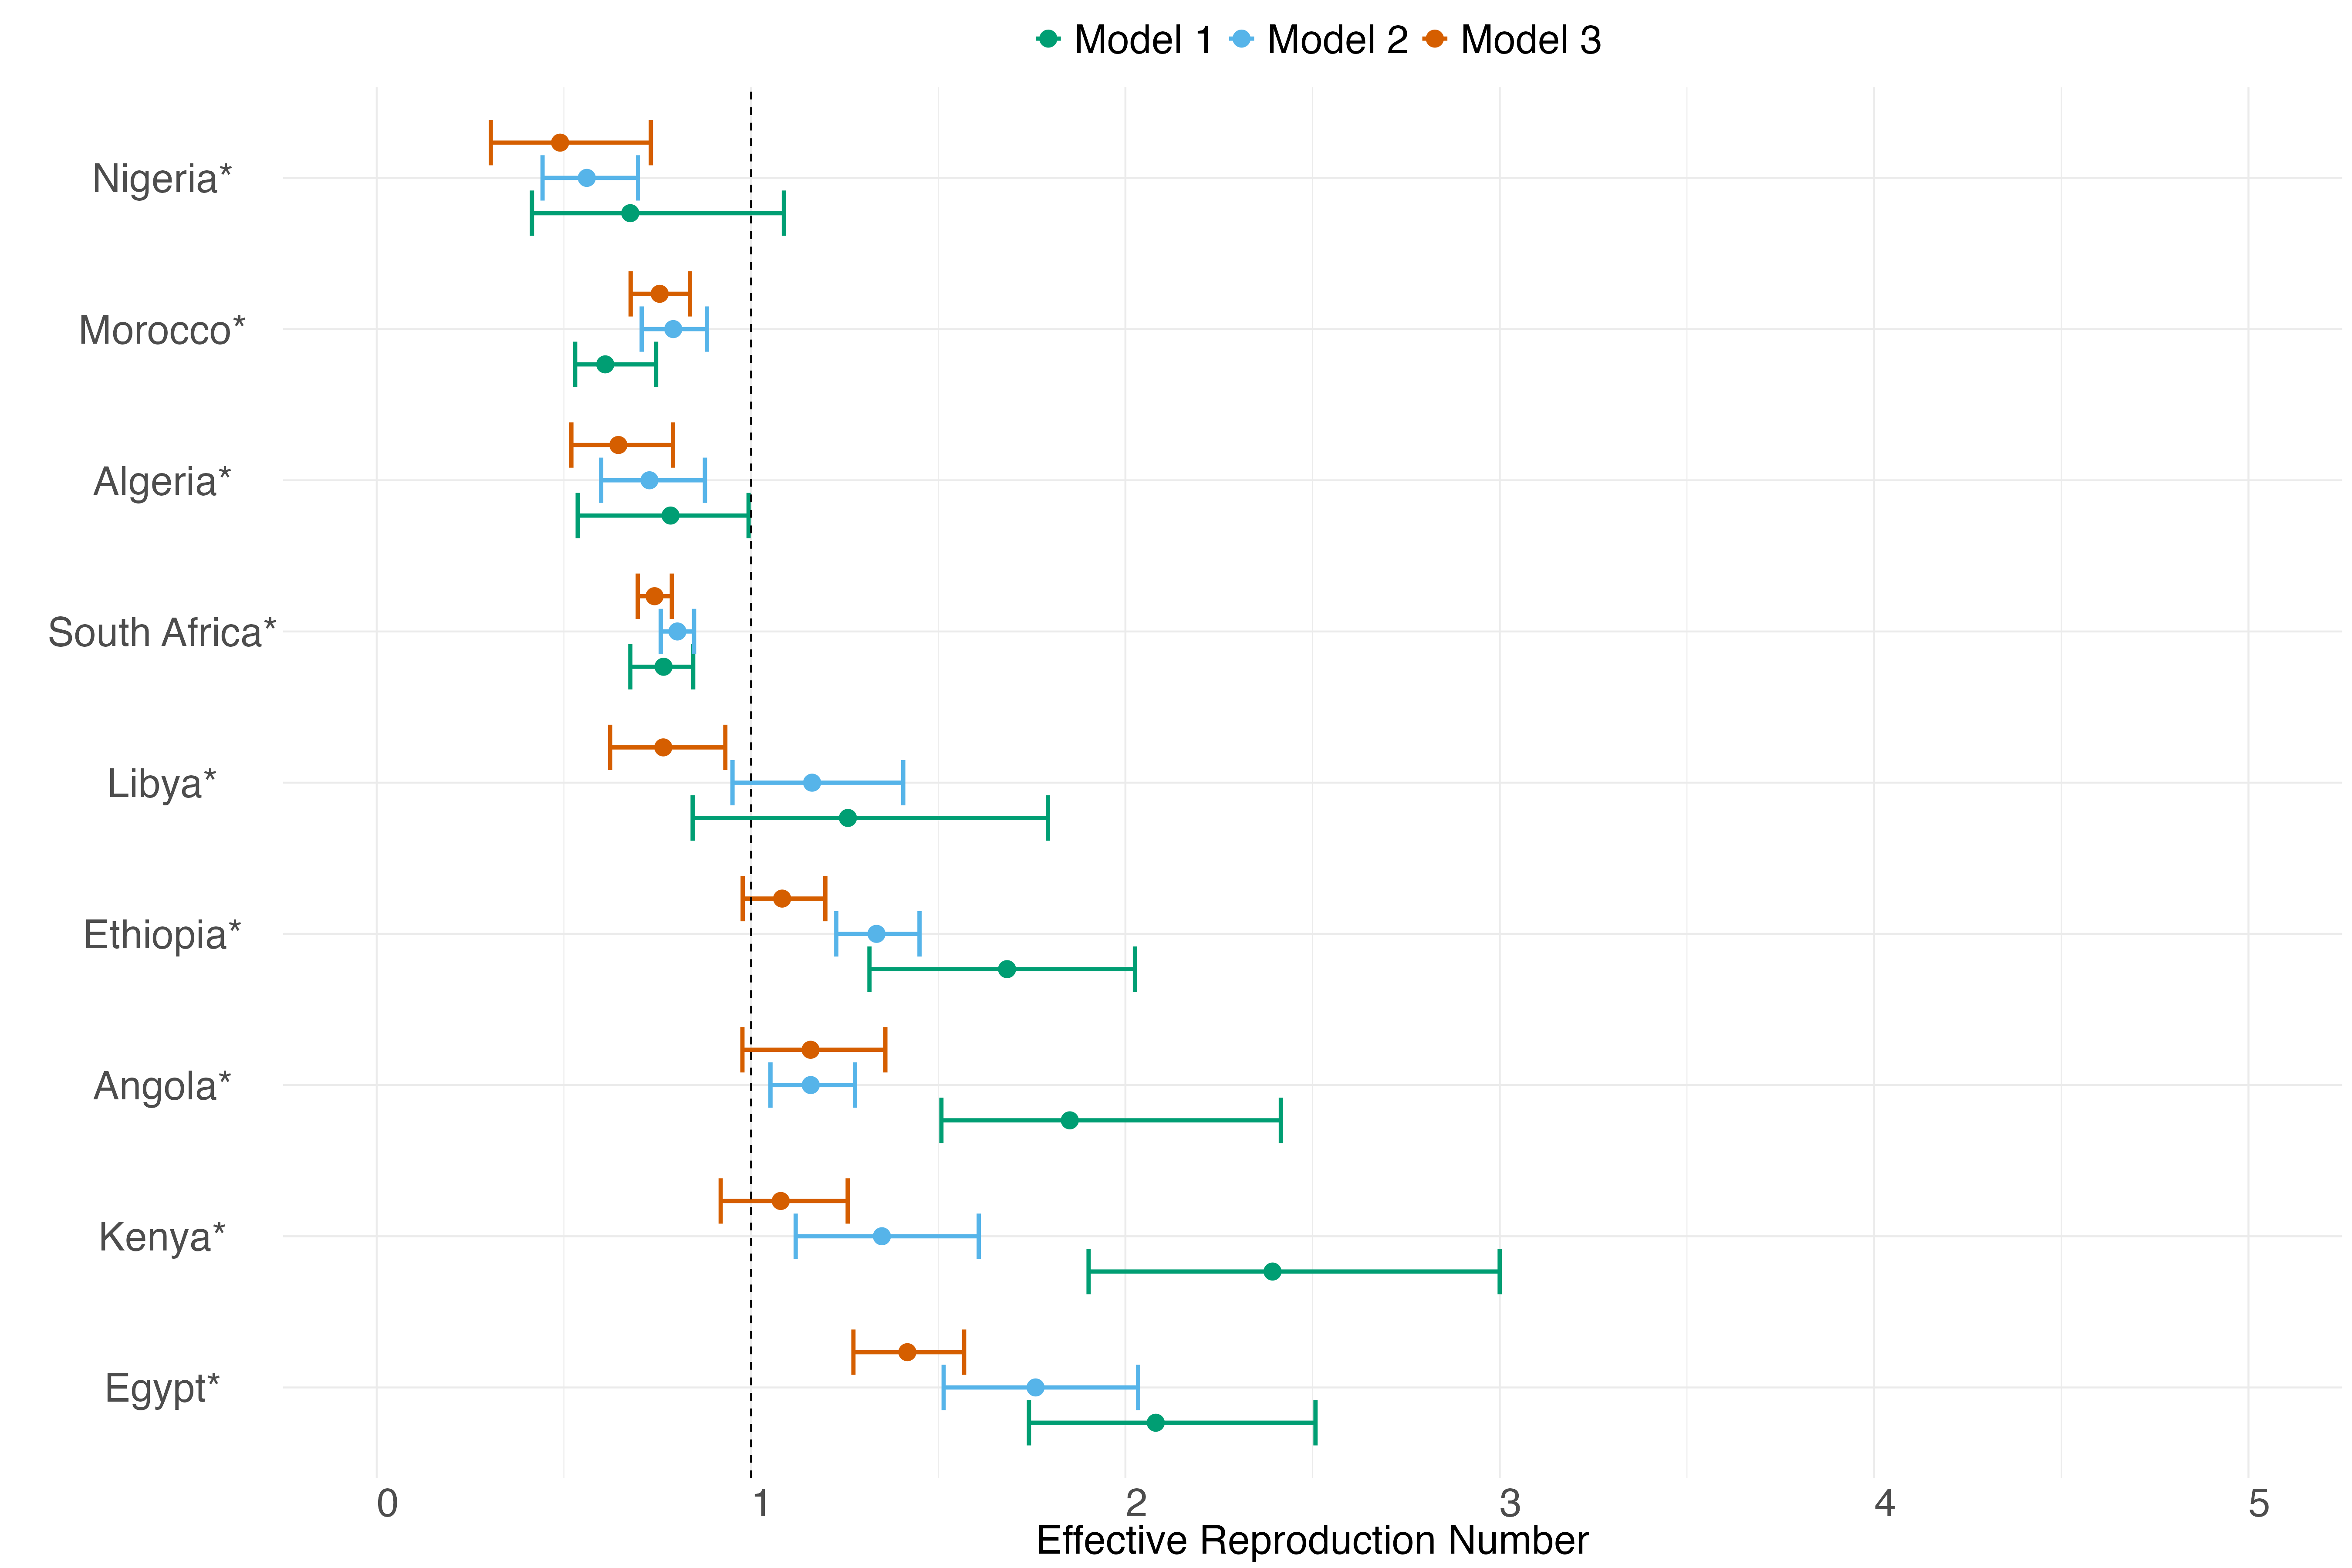 Model 1 Model 2 Model 3
Nigeria*
Morocco*
Algeria*
South Africa*
Libya*
Ethiopia*
Angola*
Kenya*
Egypt*
0 1 2 3 4 5
Effective Reproduction Number